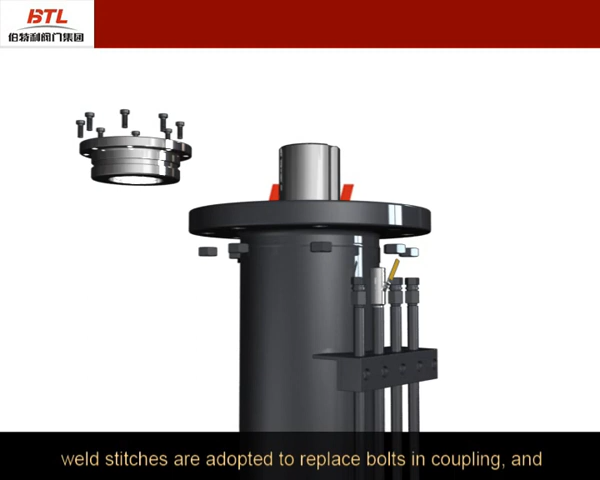 BTL
伯特利阀门集团
weld stitches are adopted to replace bolts in coupling, and